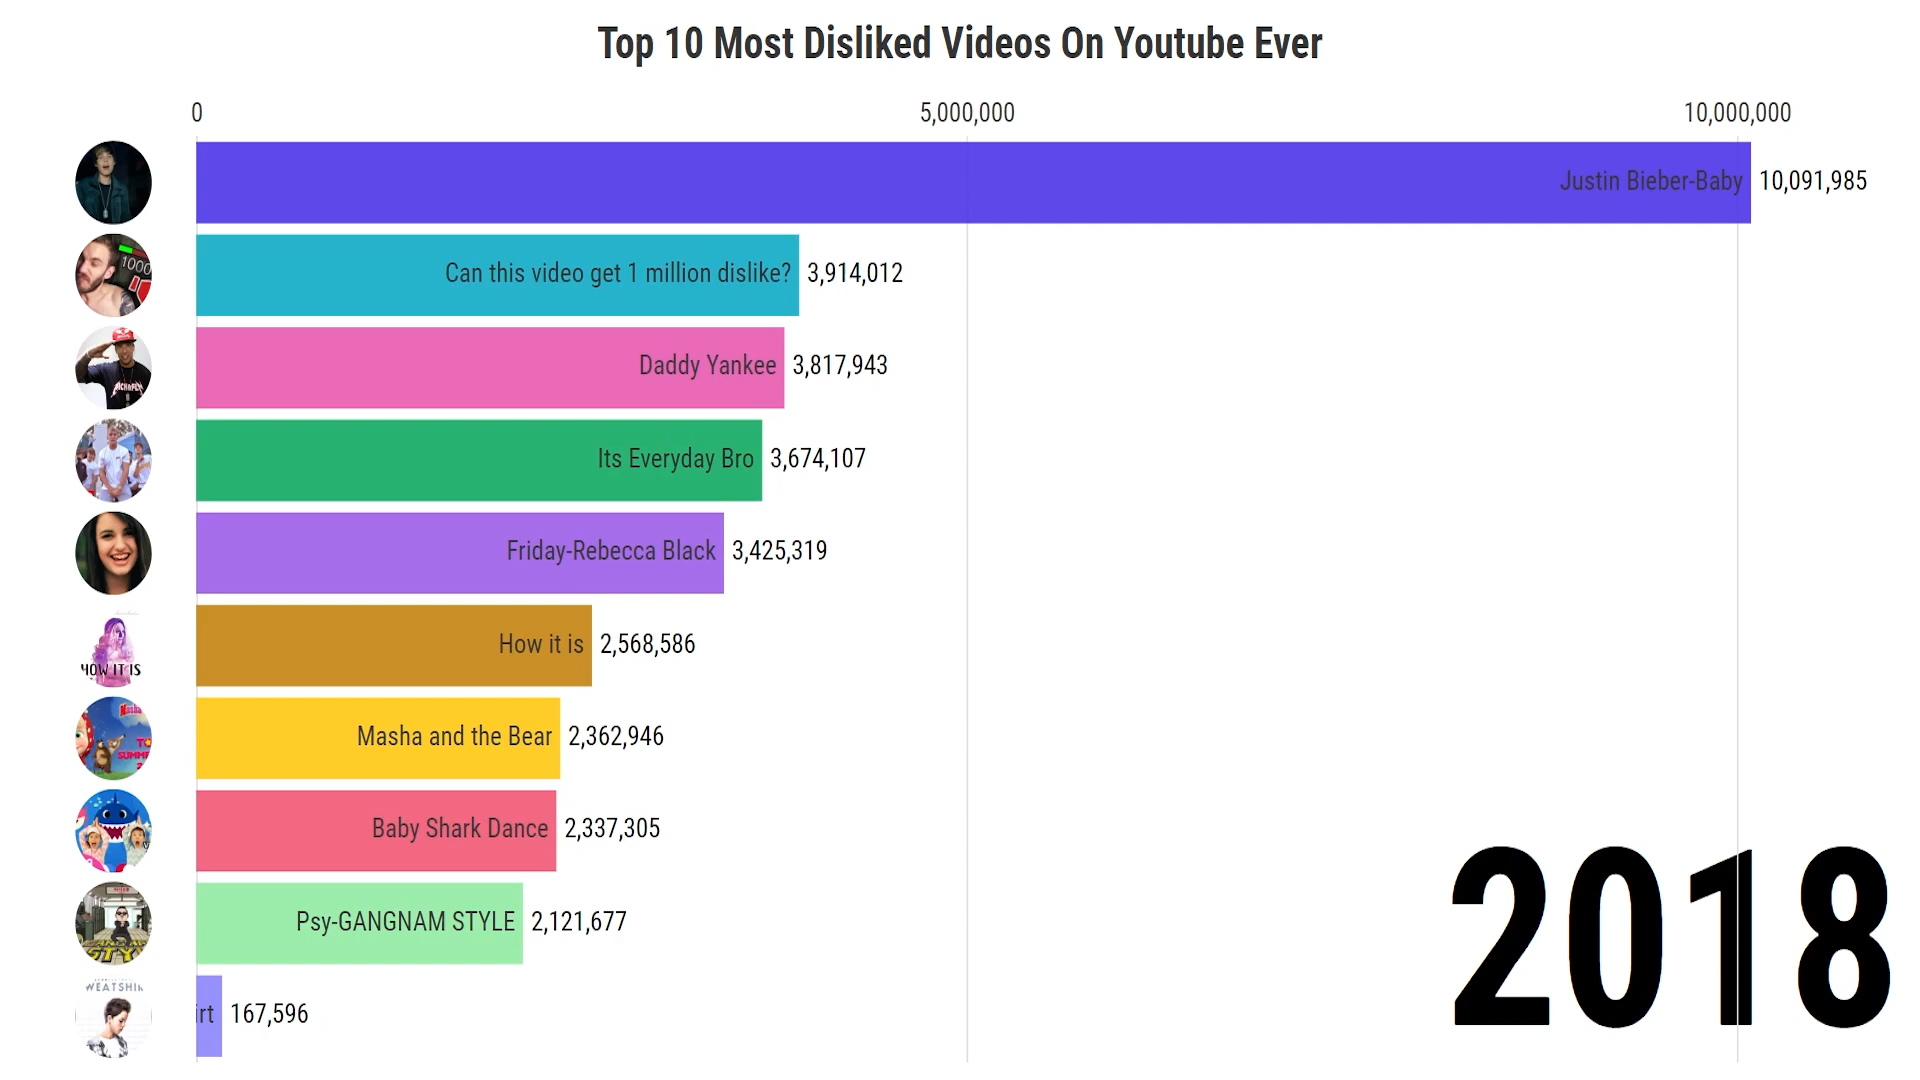 Top 10 Most Disliked Videos On Youtube Ever
0 5,000,000 10,000,000
Justin Bieber-Baby 10,091,985
1000
Can this video get 1 million dislike? 3,914,012
Daddy Yankee 3,817,943
Its Everyday Bro 3,674,107
Friday-Rebecca Black 3,425,319
HOW IT IS
How it is 2,568,586
Masha and the Bear 2,362,946
Baby Shark Dance 2,337,305
Psy-GANGNAM STYLE 2,121,677
irt 167,596
2018